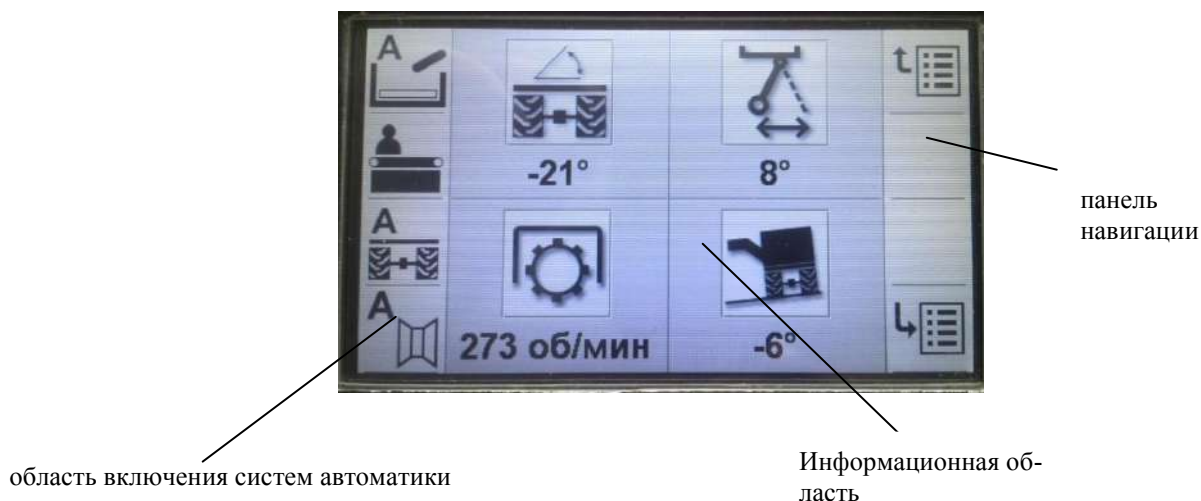 A
-21°
8°
A
A
273 об/мин
-6°
панель
навигации
область включения систем автоматики
Информационная об-
ласть